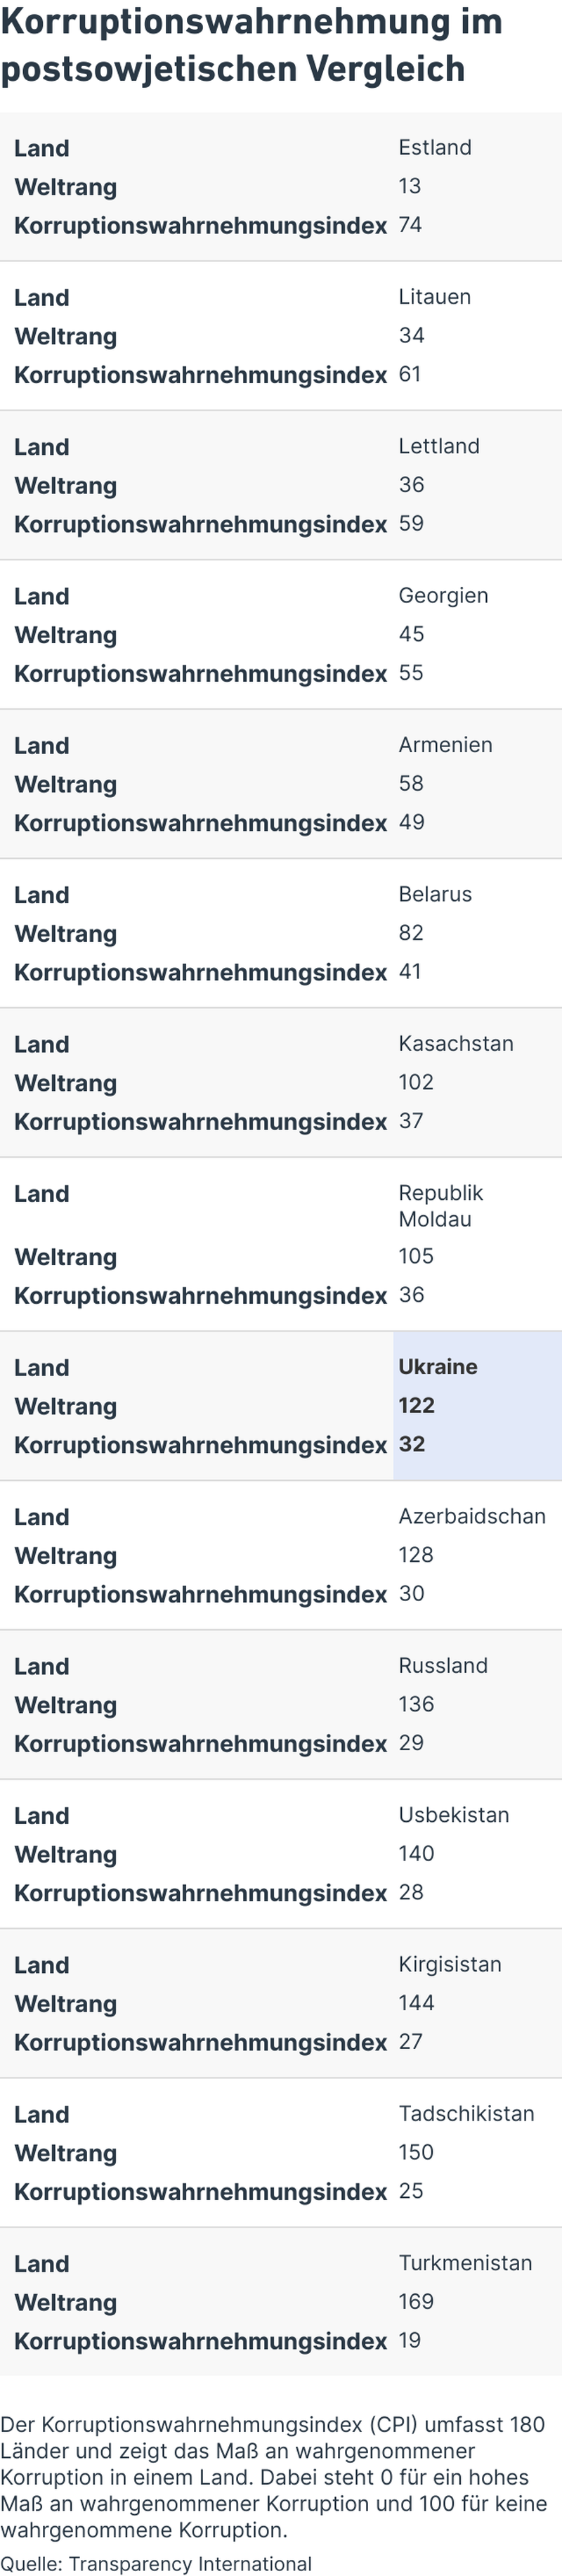 Korruptionswahrnehmung im
postsowjetischen Vergleich
Land Estland
Weltrang 13
Korruptionswahrnehmungsindex 74
Land Litauen
Weltrang 34
Korruptionswahrnehmungsindex 61
Land Lettland
Weltrang 36
Korruptionswahrnehmungsindex 59
Land Georgien
Weltrang 45
Korruptionswahrnehmungsindex 55
Land Armenien
Weltrang 58
Korruptionswahrnehmungsindex 49
Land Belarus
Weltrang 82
Korruptionswahrnehmungsindex 41
Land Kasachstan
Weltrang 102
Korruptionswahrnehmungsindex 37
Land Republik
Moldau
Weltrang 105
Korruptionswahrnehmungsindex 36
Land Ukraine
Weltrang 122
Korruptionswahrnehmungsindex 32
Land Azerbaidschan
Weltrang 128
Korruptionswahrnehmungsindex 30
Land Russland
Weltrang 136
Korruptionswahrnehmungsindex 29
Land Usbekistan
Weltrang 140
Korruptionswahrnehmungsindex 28
Land Kirgisistan
Weltrang 144
Korruptionswahrnehmungsindex 27
Land Tadschikistan
Weltrang 150
Korruptionswahrnehmungsindex 25
Land Turkmenistan
Weltrang 169
Korruptionswahrnehmungsindex 19
Der Korruptionswahrnehmungsindex (CPI) umfasst 180
Länder und zeigt das Maß an wahrgenommener
Korruption in einem Land. Dabei steht 0 für ein hohes
Maß an wahrgenommener Korruption und 100 für keine
wahrgenommene Korruption.
Quelle: Transparency International